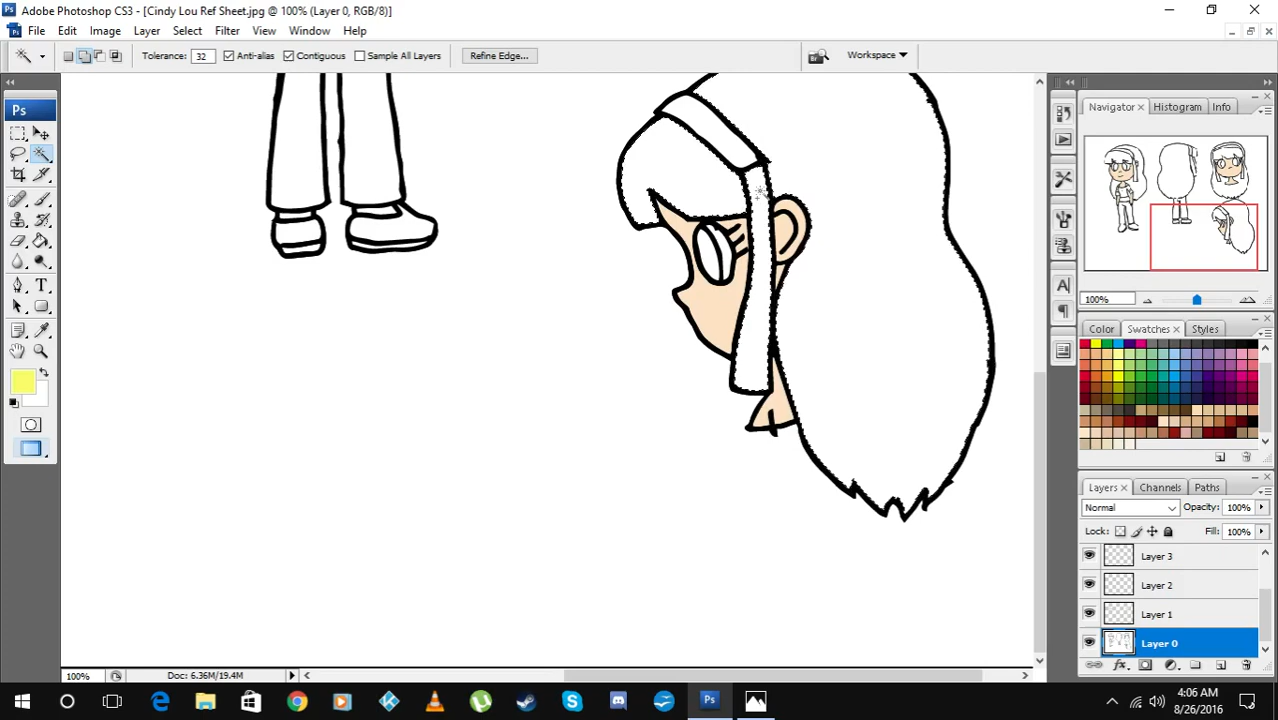 Adobe Photoshop CS3 - [Cindy Lou Ref Sheet.jpg @ 100% (Layer 0, RGB/8)]
File Edit Image Layer Select Filter View Window Help
Tolerance: 32 Anti-alias Contiguous Sample All Layers Refine Edge... Workspace
Ps
Navigator Histogram Info
100%
Color Swatches Styles
Layers Channels Paths
Normal Opacity: 100%
Lock: Fill: 100%
Layer 3
Layer 2
Layer 1
Layer 0
100% Doc: 6.36M/19.4M
4:06 AM
8/26/2016